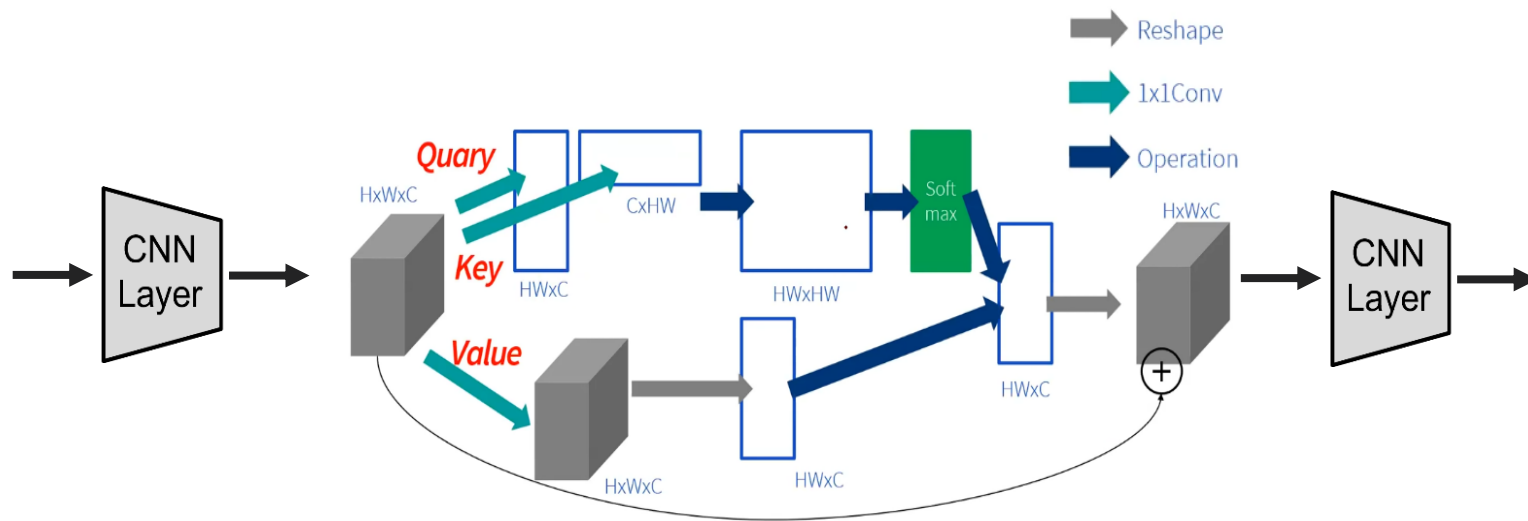 Reshape
1x1Conv
Operation
Quary
HxWxC
CxHW
Soft
max
HxWxC
CNN
Layer
Key
HWxC
HWxHW
CNN
Layer
Value
HWxC
+
HxWxC
HWxC